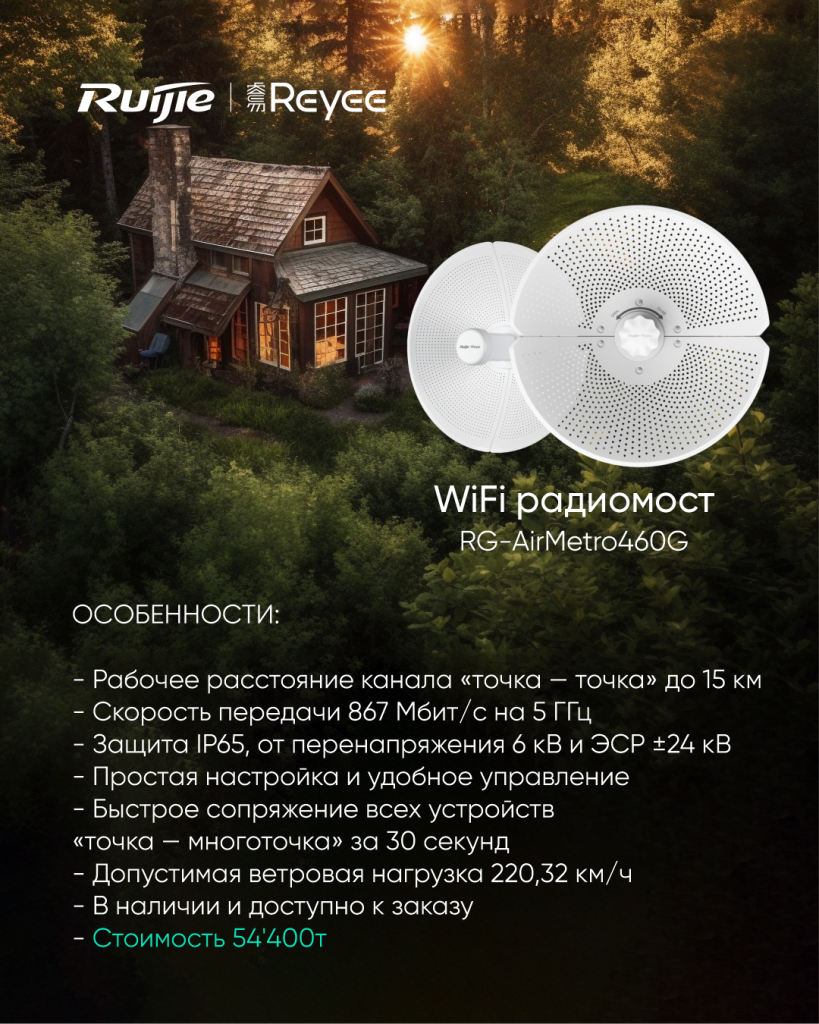 Ruijie | 睿易 Reyee
WiFi радиомост
RG-AirMetro460G
ОСОБЕННОСТИ:
- Рабочее расстояние канала «точка — точка» до 15 км
- Скорость передачи 867 Мбит/с на 5 ГГц
- Защита IP65, от перенапряжения 6 кВ и ЭСР ±24 кВ
- Простая настройка и удобное управление
- Быстрое сопряжение всех устройств
«точка — многоточка» за 30 секунд
- Допустимая ветровая нагрузка 220,32 км/ч
- В наличии и доступно к заказу
- Стоимость 54'400т